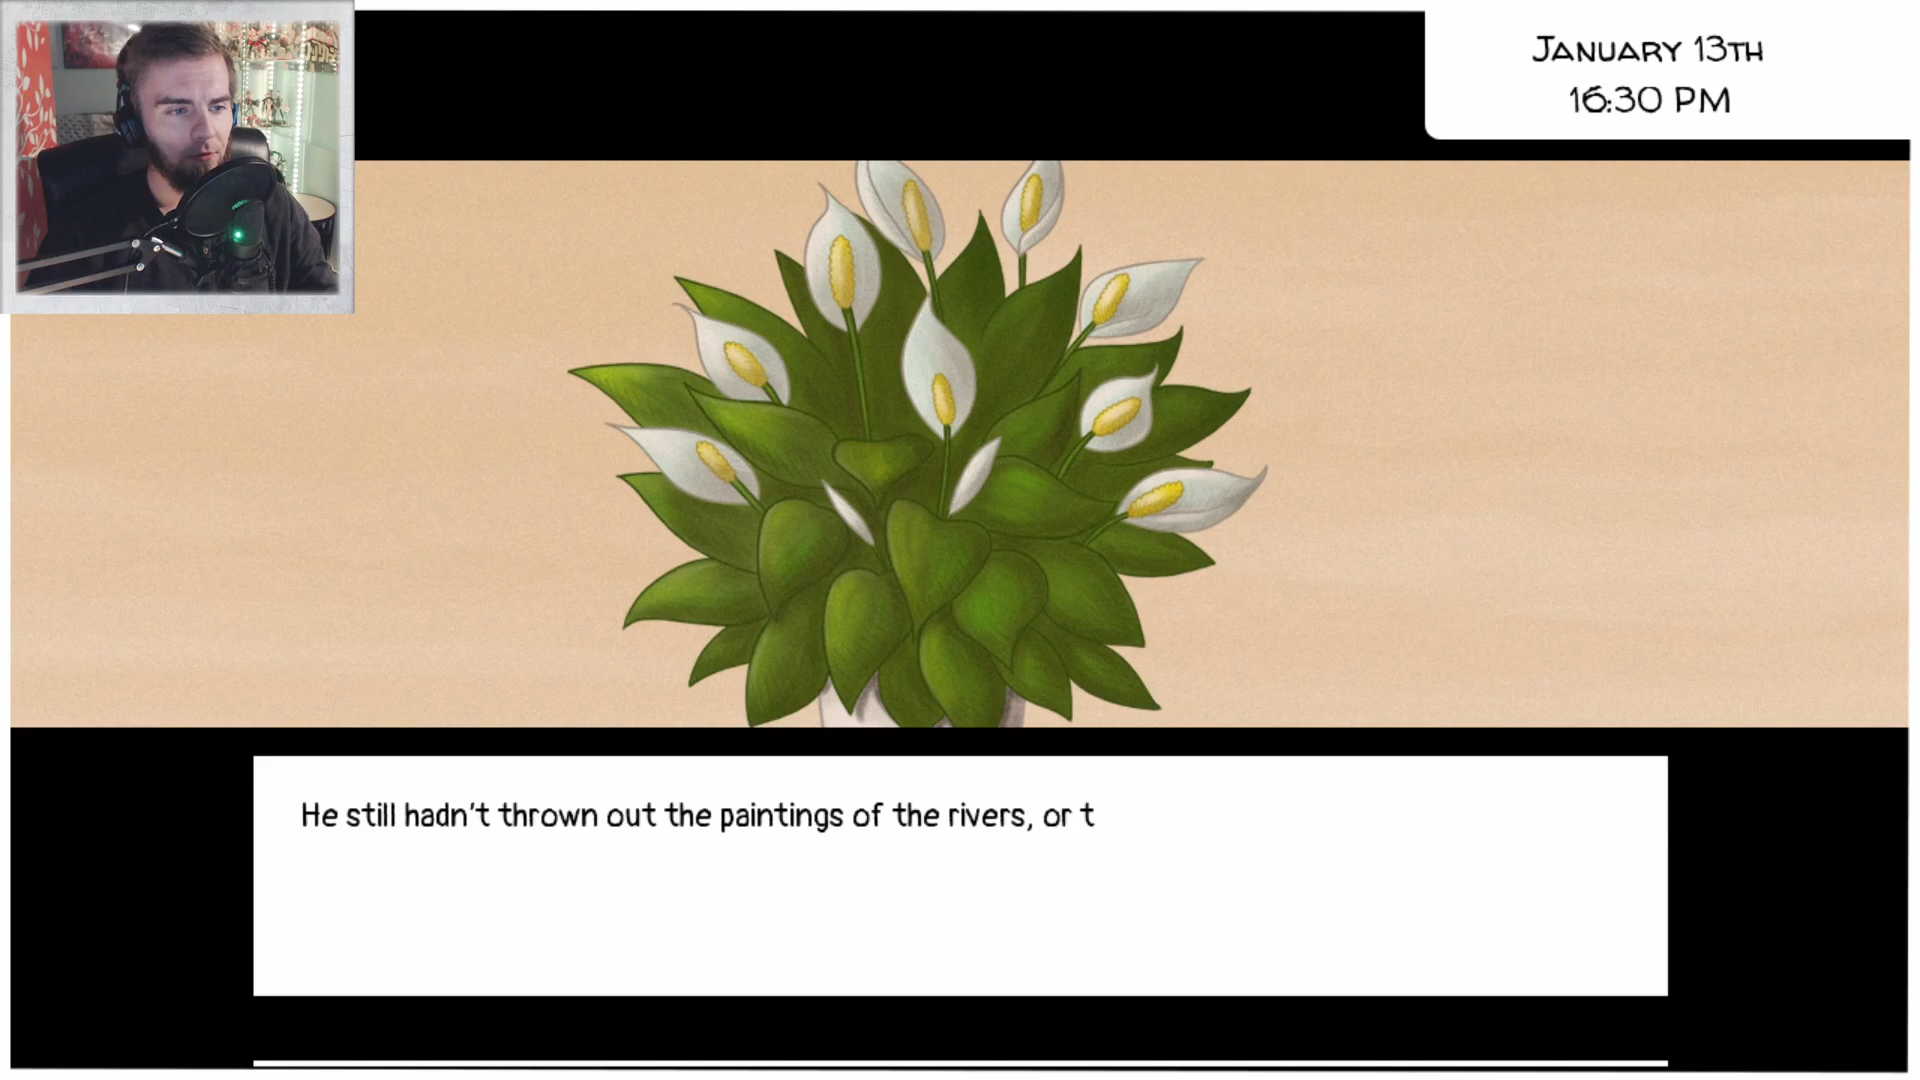 January 13th
16:30 PM
He still hadn't thrown out the paintings of the rivers, or t